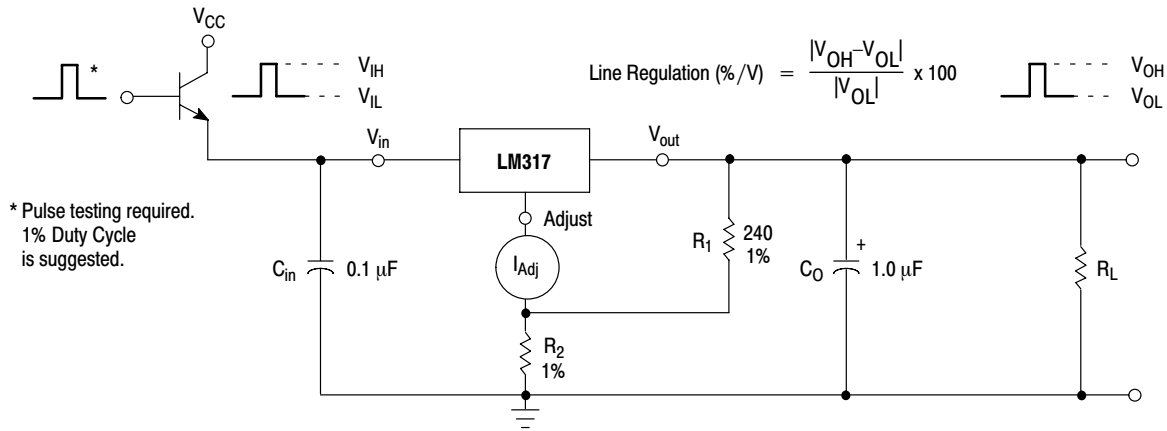 V_CC
*
V_IH
V_IL
Line Regulation (%/V) = |V_OH–V_OL| / |V_OL| x 100
V_OH
V_OL
V_in
LM317
V_out
* Pulse testing required.
1% Duty Cycle
is suggested.
Adjust
C_in
0.1 μF
I_Adj
R_1
240
1%
C_O
+
1.0 μF
R_L
R_2
1%